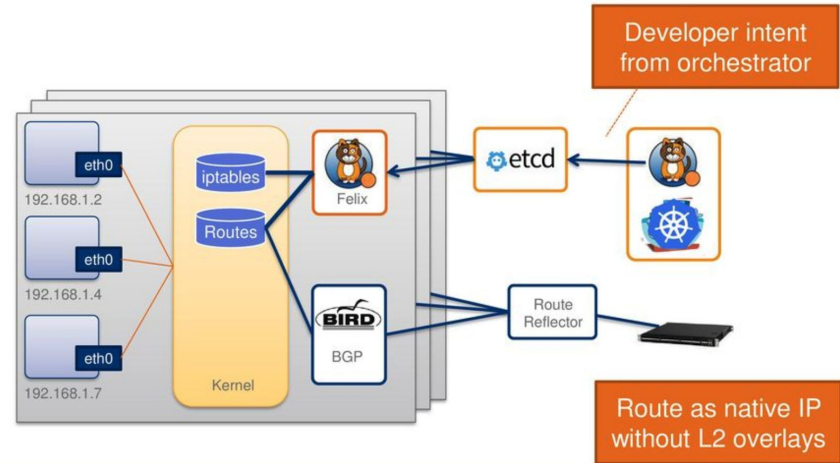 Developer intent
from orchestrator
eth0
192.168.1.2
eth0
192.168.1.4
eth0
192.168.1.7
iptables
Routes
Kernel
Felix
BIRD
BGP
etcd
Route
Reflector
Route as native IP
without L2 overlays